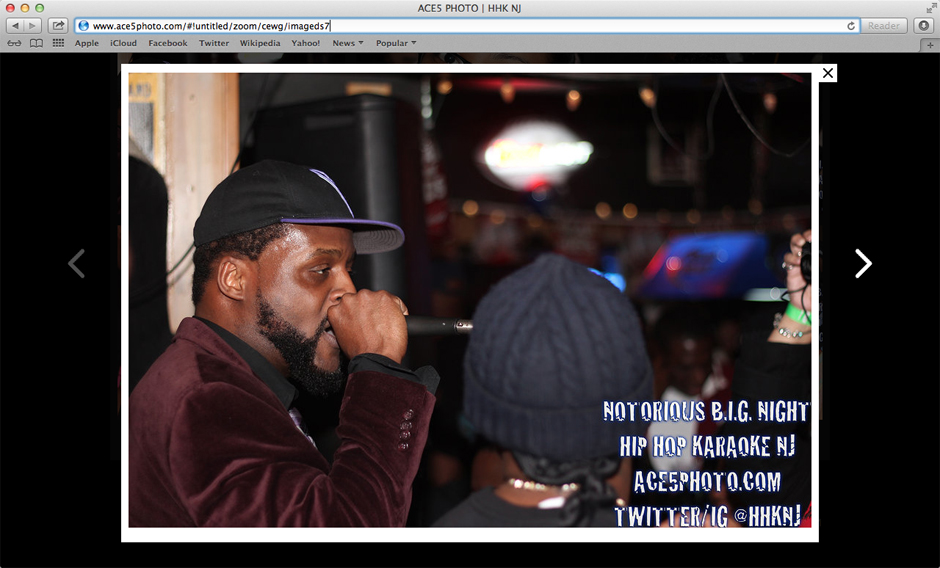 ACE5 PHOTO | HHK NJ
www.ace5photo.com/#!untitled/zoom/cewg/imageds7
Reader
Apple iCloud Facebook Twitter Wikipedia Yahoo! News Popular
NOTORIOUS B.I.G. NIGHT
HIP HOP KARAOKE NJ
ACE5PHOTO.COM
TWITTER/IG @HHKNJ